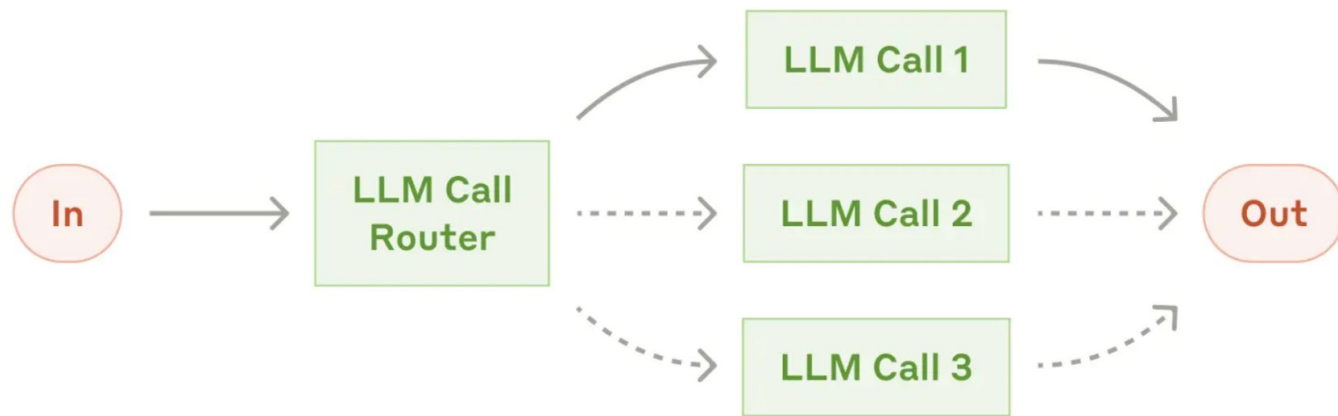 In
LLM Call
Router
LLM Call 1
LLM Call 2
LLM Call 3
Out